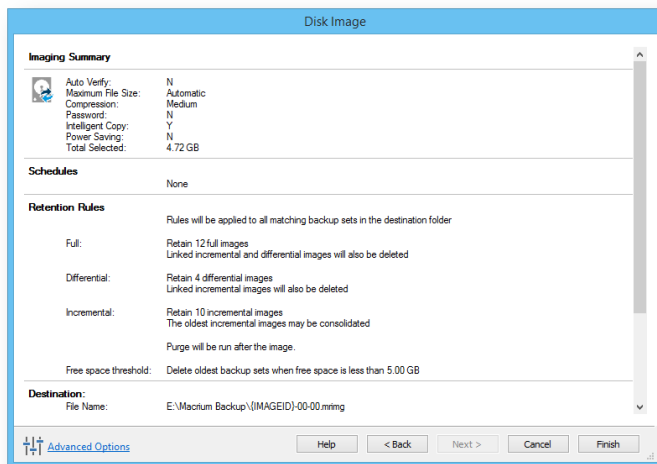 Disk Image
Imaging Summary
Auto Verify: N
Maximum File Size: Automatic
Compression: Medium
Password: N
Intelligent Copy: Y
Power Saving: N
Total Selected: 4.72 GB
Schedules
None
Retention Rules
Rules will be applied to all matching backup sets in the destination folder
Full: Retain 12 full images
Linked incremental and differential images will also be deleted
Differential: Retain 4 differential images
Linked incremental images will also be deleted
Incremental: Retain 10 incremental images
The oldest incremental images may be consolidated
Purge will be run after the image.
Free space threshold: Delete oldest backup sets when free space is less than 5.00 GB
Destination:
File Name: E:\Macrium Backup\{IMAGEID}-00-00.mrimg
Advanced Options Help < Back Next > Cancel Finish